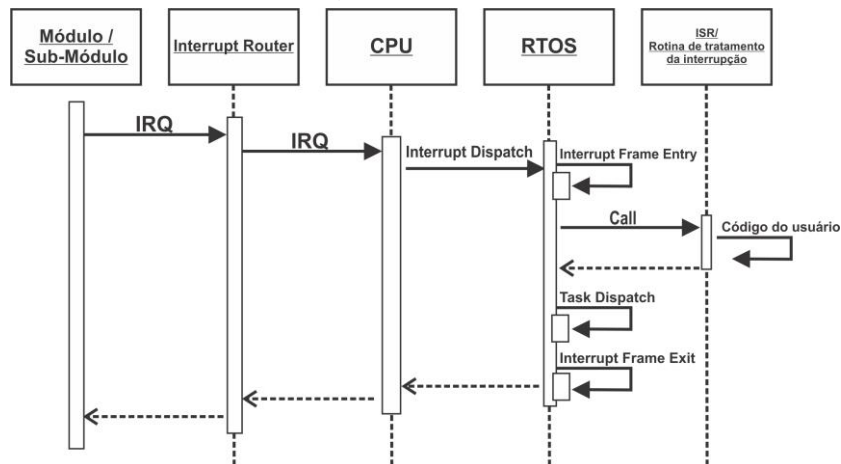 Módulo /
Sub-Módulo
Interrupt Router
CPU
RTOS
ISR/
Rotina de tratamento
da interrupção
IRQ
IRQ
Interrupt Dispatch
Interrupt Frame Entry
Call
Código do usuário
Task Dispatch
Interrupt Frame Exit